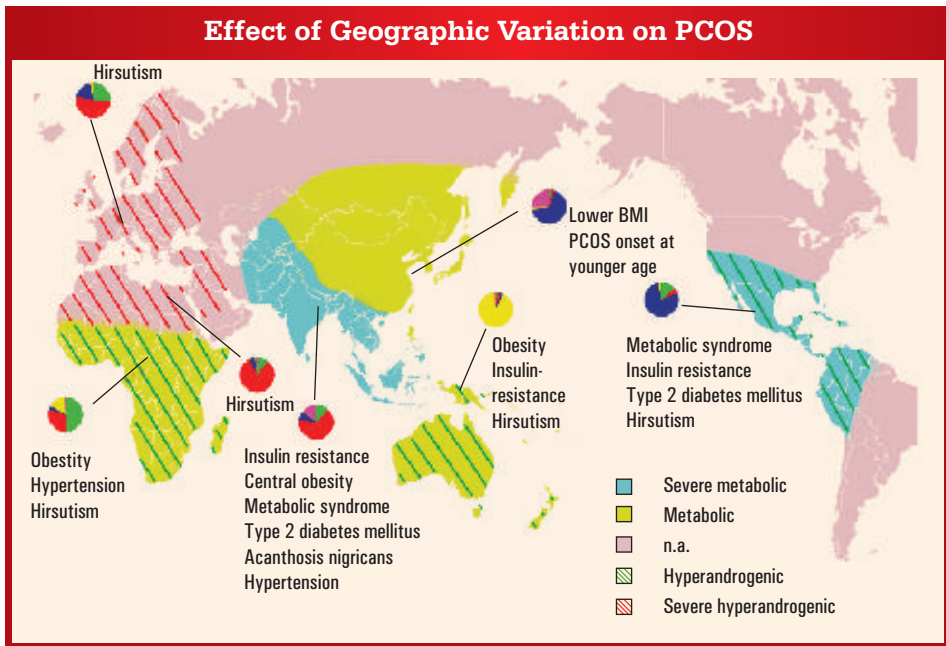 Effect of Geographic Variation on PCOS
Hirsutism
Lower BMI
PCOS onset at
younger age
Obesity
Insulin-
resistance
Hirsutism
Metabolic syndrome
Insulin resistance
Type 2 diabetes mellitus
Hirsutism
Hirsutism
Obestity
Hypertension
Hirsutism
Insulin resistance
Central obesity
Metabolic syndrome
Type 2 diabetes mellitus
Acanthosis nigricans
Hypertension
Severe metabolic
Metabolic
n.a.
Hyperandrogenic
Severe hyperandrogenic